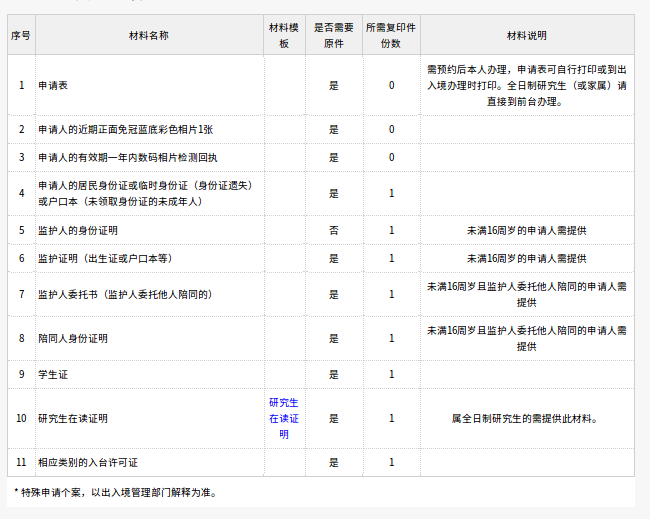 序号 材料名称 材料模板 是否需要原件 所需复印件份数 材料说明
1 申请表 是 0 需预约后本人办理，申请表可自行打印或到出
入境办理时打印。全日制研究生（或家属）请
直接到前台办理。
2 申请人的近期正面免冠蓝底彩色相片1张 是 0
3 申请人的有效期一年内数码相片检测回执 是 0
4 申请人的居民身份证或临时身份证（身份证遗失）
或户口本（未领取身份证的未成年人） 是 1
5 监护人的身份证明 否 1 未满16周岁的申请人需提供
6 监护证明（出生证或户口本等） 是 1 未满16周岁的申请人需提供
7 监护人委托书（监护人委托他人陪同的） 是 1 未满16周岁且监护人委托他人陪同的申请人需
提供
8 陪同人身份证明 是 1 未满16周岁且监护人委托他人陪同的申请人需
提供
9 学生证 是 1
10 研究生在读证明 研究生在读证明 是 1 属全日制研究生的需提供此材料。
11 相应类别的入台许可证 是 1
* 特殊申请个案，以出入境管理部门解释为准。